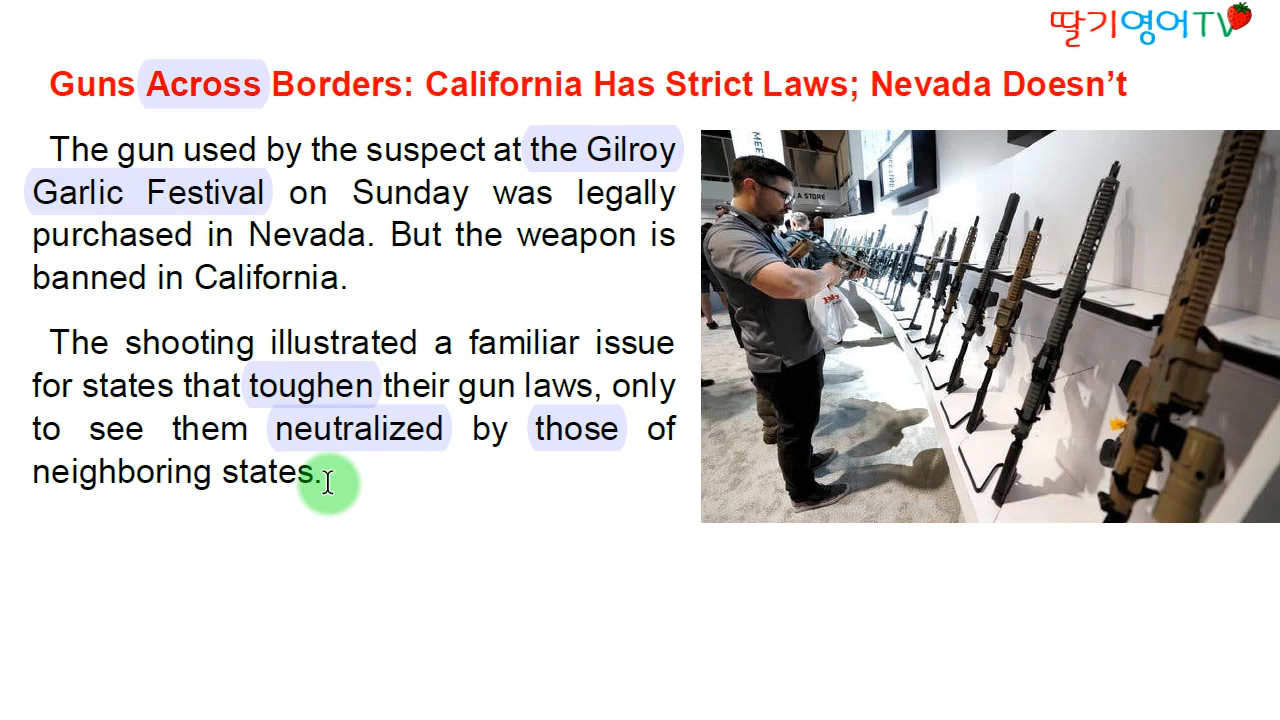 딸기영어TV
Guns Across Borders: California Has Strict Laws; Nevada Doesn’t
The gun used by the suspect at the Gilroy
Garlic Festival on Sunday was legally
purchased in Nevada. But the weapon is
banned in California.
The shooting illustrated a familiar issue
for states that toughen their gun laws, only
to see them neutralized by those of
neighboring states.
A STORE